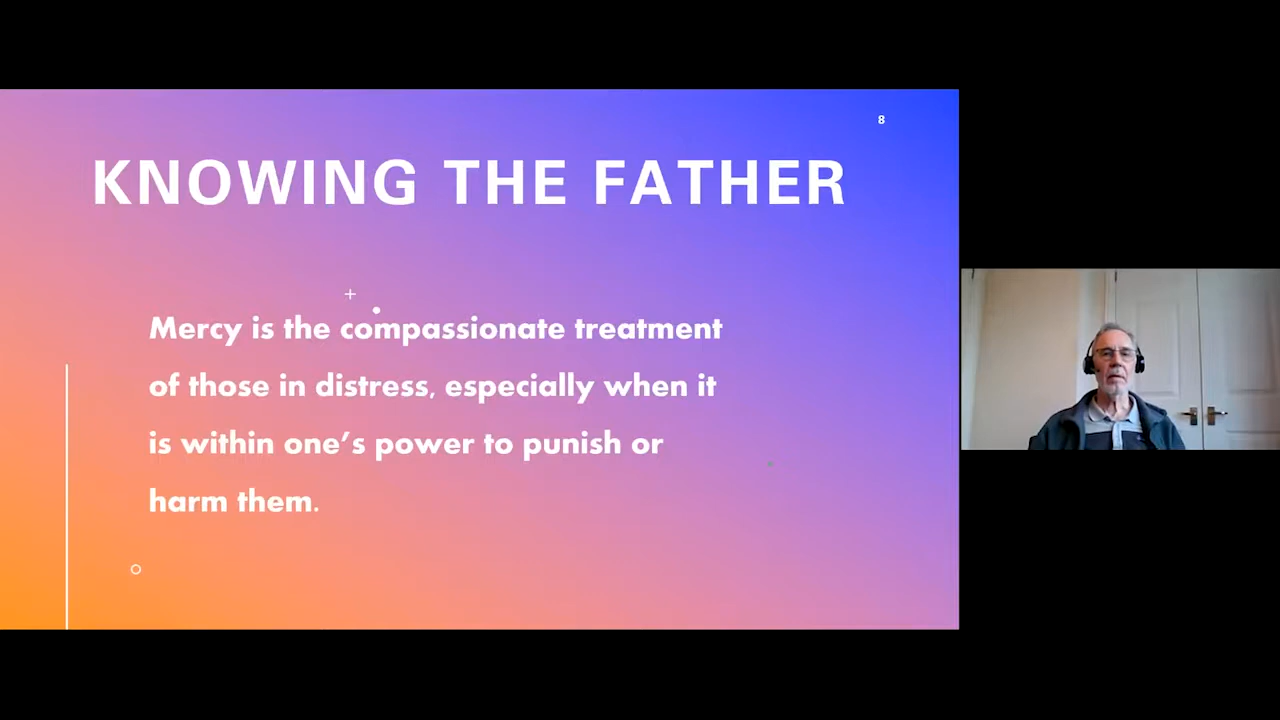 8
KNOWING THE FATHER
Mercy is the compassionate treatment
of those in distress, especially when it
is within one’s power to punish or
harm them.